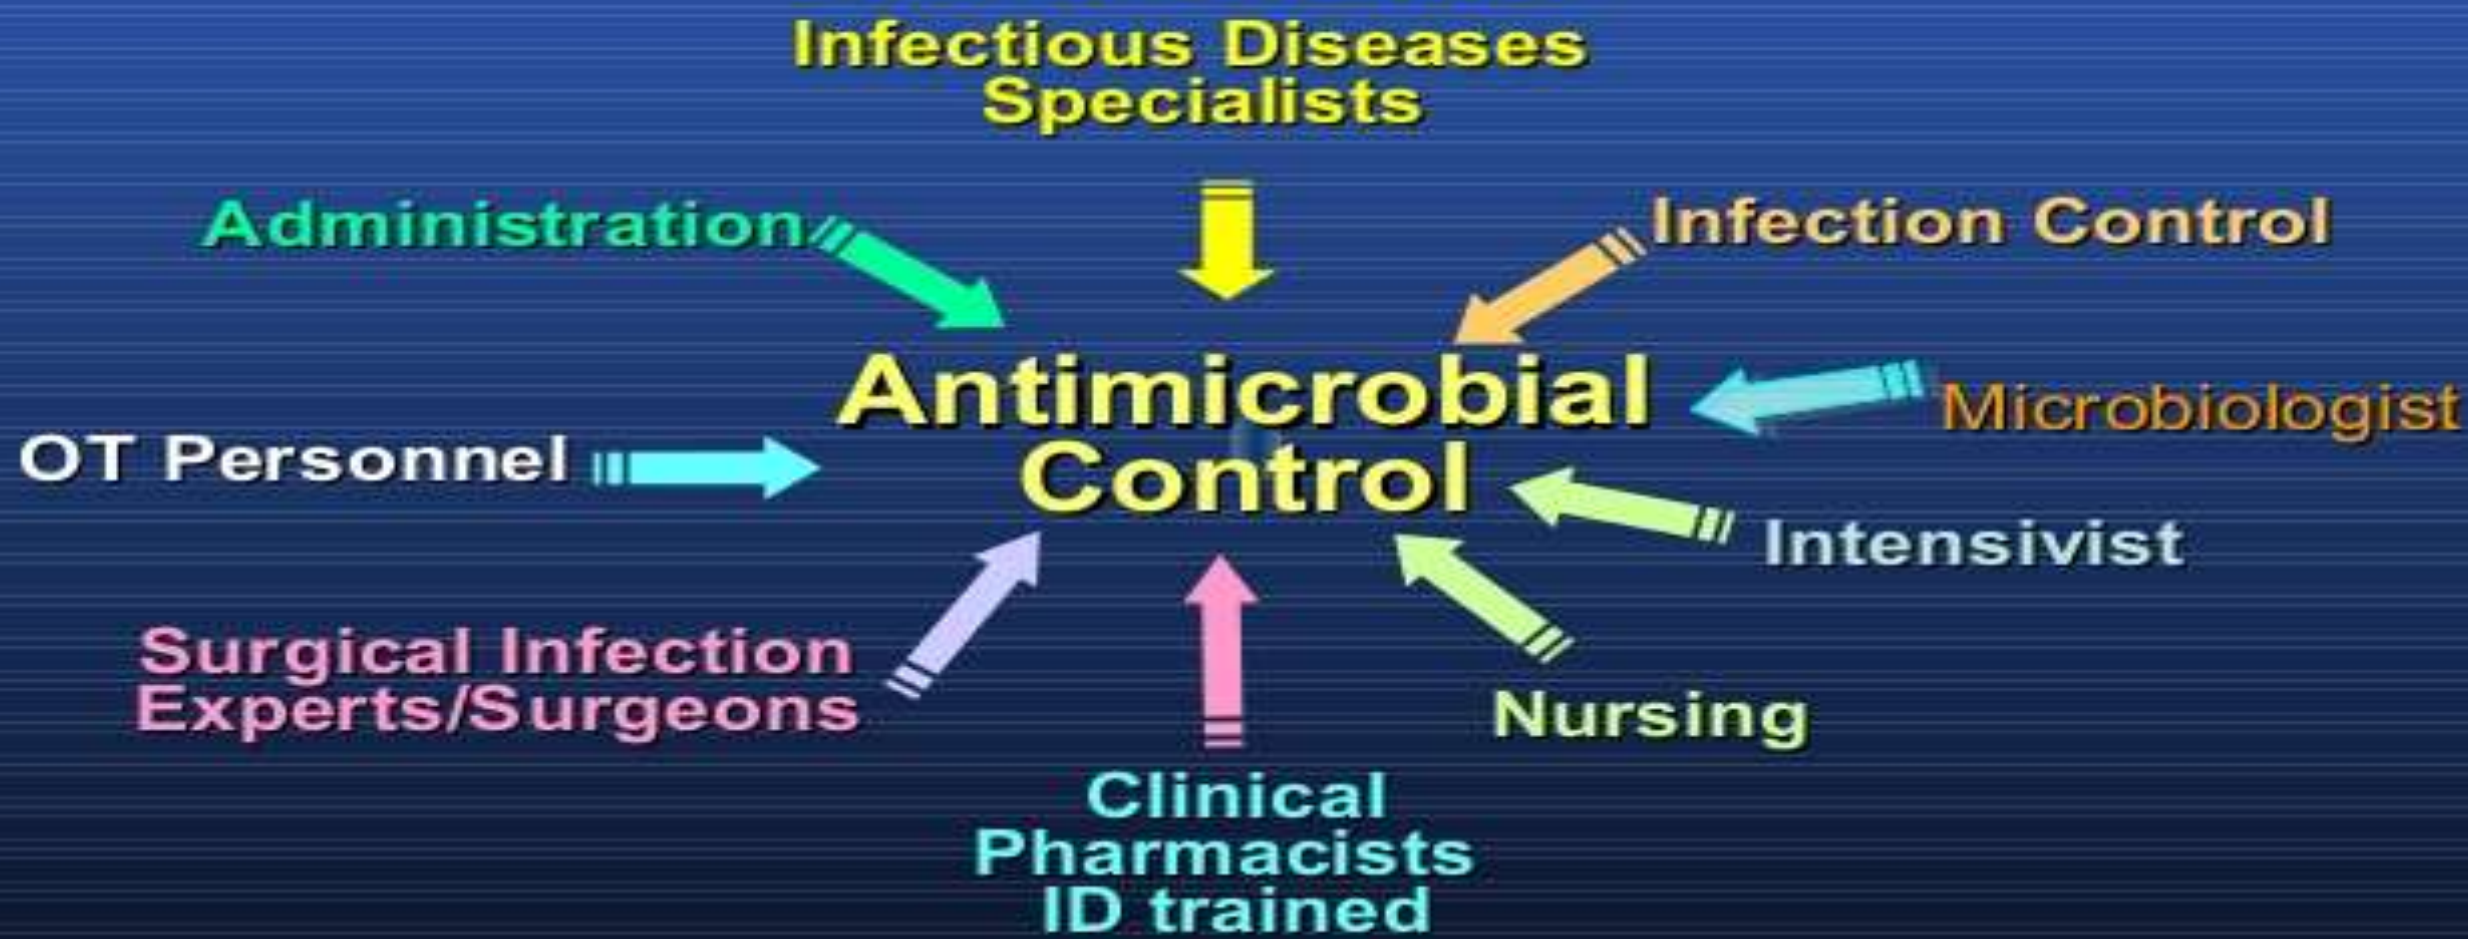 Infectious Diseases
Specialists
Administration
Infection Control
Antimicrobial
Control
Microbiologist
OT Personnel
Intensivist
Surgical Infection
Experts/Surgeons
Nursing
Clinical
Pharmacists
ID trained